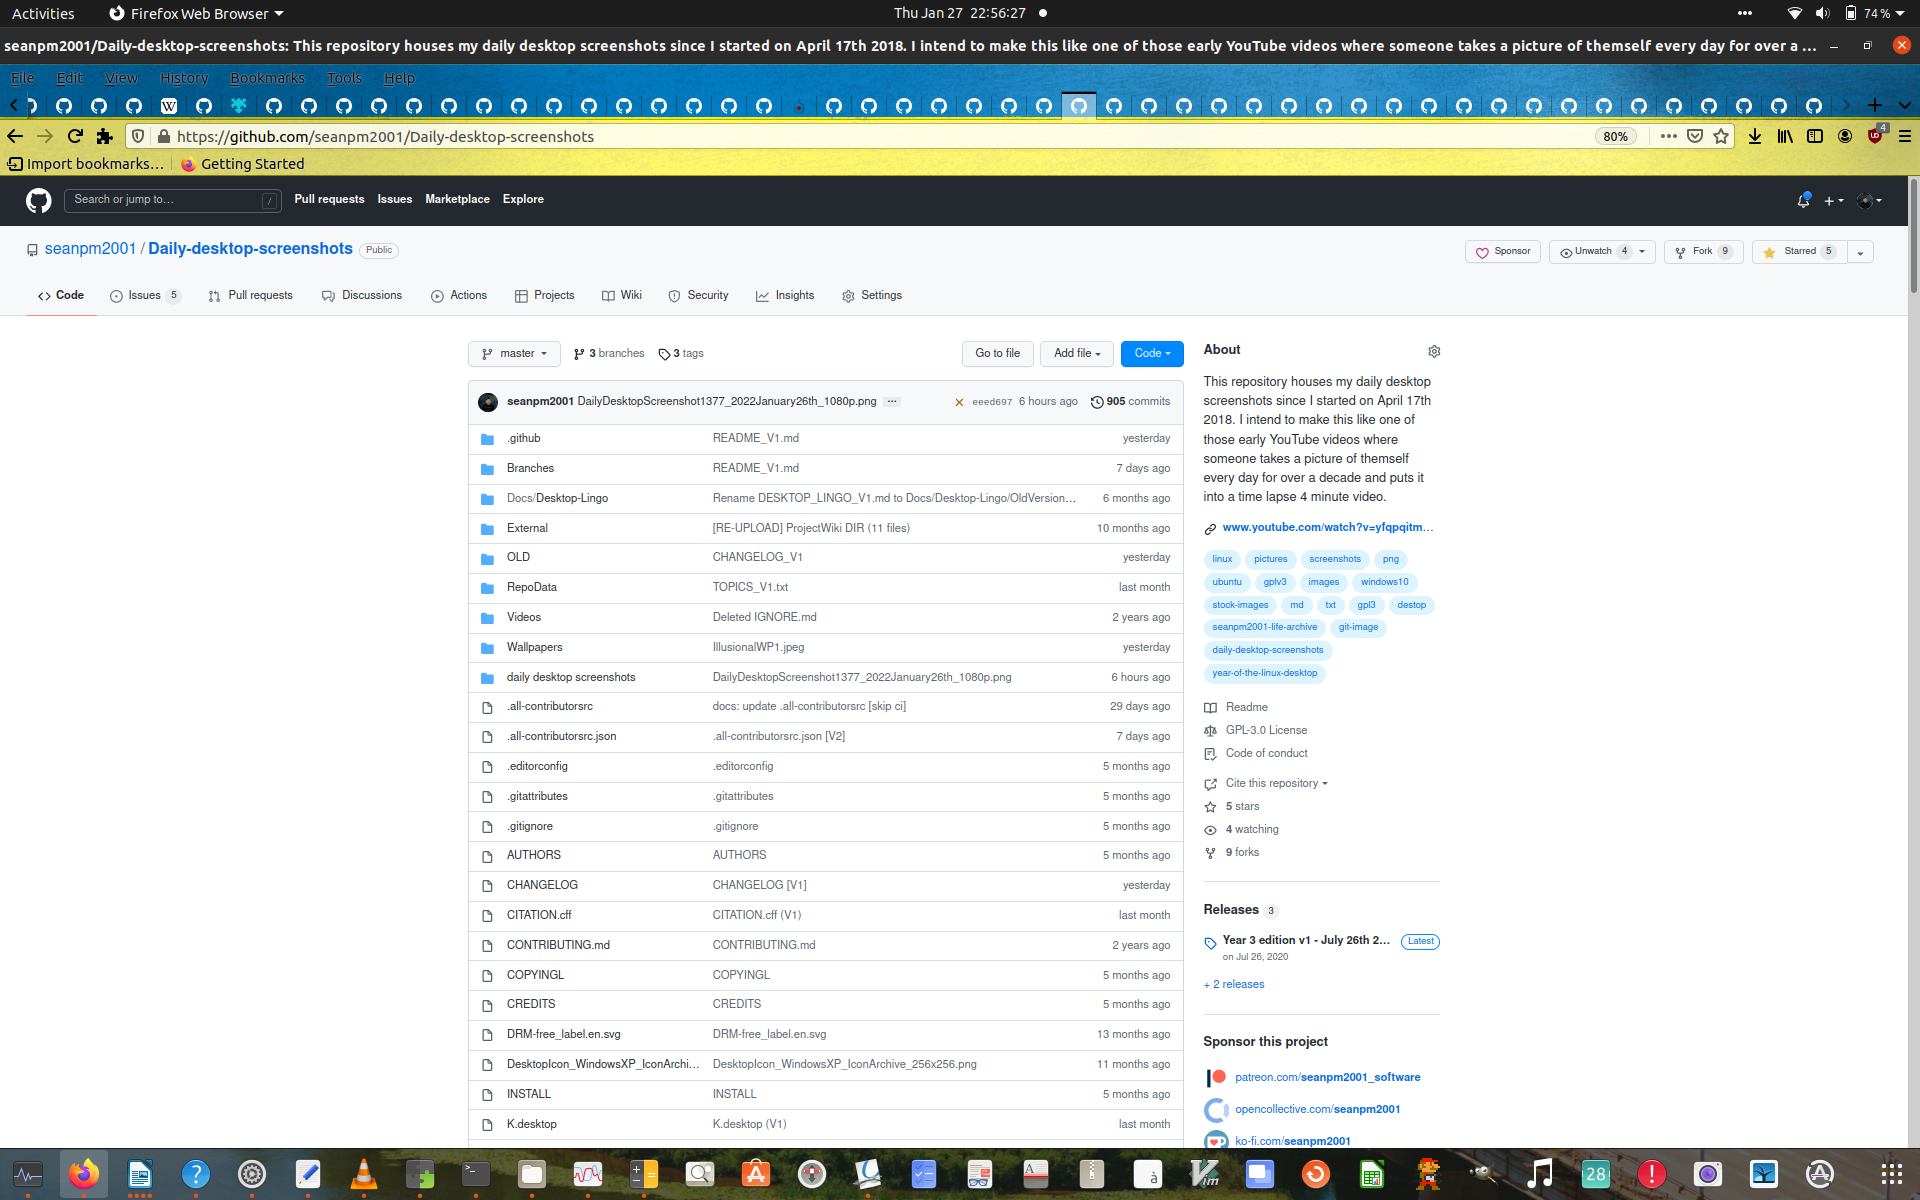 Activities
Firefox Web Browser
Thu Jan 27 22:56:27
74 %
seanpm2001/Daily-desktop-screenshots: This repository houses my daily desktop screenshots since I started on April 17th 2018. I intend to make this like one of those early YouTube videos where someone takes a picture of themself every day for over a ...
File Edit View History Bookmarks Tools Help
https://github.com/seanpm2001/Daily-desktop-screenshots
80%
4
Import bookmarks...
Getting Started
Search or jump to...
/
Pull requests Issues Marketplace Explore
seanpm2001 / Daily-desktop-screenshots Public
Sponsor
Unwatch 4
Fork 9
Starred 5
Code
Issues 5
Pull requests
Discussions
Actions
Projects
Wiki
Security
Insights
Settings
master
3 branches
3 tags
Go to file
Add file
Code
seanpm2001 DailyDesktopScreenshot1377_2022January26th_1080p.png ...
eeed697 6 hours ago
905 commits
.github README_V1.md yesterday
Branches README_V1.md 7 days ago
Docs/Desktop-Lingo Rename DESKTOP_LINGO_V1.md to Docs/Desktop-Lingo/OldVersion... 6 months ago
External [RE-UPLOAD] ProjectWiki DIR (11 files) 10 months ago
OLD CHANGELOG_V1 yesterday
RepoData TOPICS_V1.txt last month
Videos Deleted IGNORE.md 2 years ago
Wallpapers IllusionalWP1.jpeg yesterday
daily desktop screenshots DailyDesktopScreenshot1377_2022January26th_1080p.png 6 hours ago
.all-contributorsrc docs: update .all-contributorsrc [skip ci] 29 days ago
.all-contributorsrc.json .all-contributorsrc.json [V2] 7 days ago
.editorconfig .editorconfig 5 months ago
.gitattributes .gitattributes 5 months ago
.gitignore .gitignore 5 months ago
AUTHORS AUTHORS 5 months ago
CHANGELOG CHANGELOG [V1] yesterday
CITATION.cff CITATION.cff (V1) last month
CONTRIBUTING.md CONTRIBUTING.md 2 years ago
COPYINGL COPYINGL 5 months ago
CREDITS CREDITS 5 months ago
DRM-free_label.en.svg DRM-free_label.en.svg 13 months ago
DesktopIcon_WindowsXP_IconArchi... DesktopIcon_WindowsXP_IconArchive_256x256.png 11 months ago
INSTALL INSTALL 5 months ago
K.desktop K.desktop (V1) last month
About
This repository houses my daily desktop
screenshots since I started on April 17th
2018. I intend to make this like one of
those early YouTube videos where
someone takes a picture of themself
every day for over a decade and puts it
into a time lapse 4 minute video.
www.youtube.com/watch?v=yfqpqitm...
linux pictures screenshots png
ubuntu gplv3 images windows10
stock-images md txt gpl3 destop
seanpm2001-life-archive git-image
daily-desktop-screenshots
year-of-the-linux-desktop
Readme
GPL-3.0 License
Code of conduct
Cite this repository
5 stars
4 watching
9 forks
Releases 3
Year 3 edition v1 - July 26th 2... Latest
on Jul 26, 2020
+ 2 releases
Sponsor this project
patreon.com/seanpm2001_software
opencollective.com/seanpm2001
ko-fi.com/seanpm2001
28